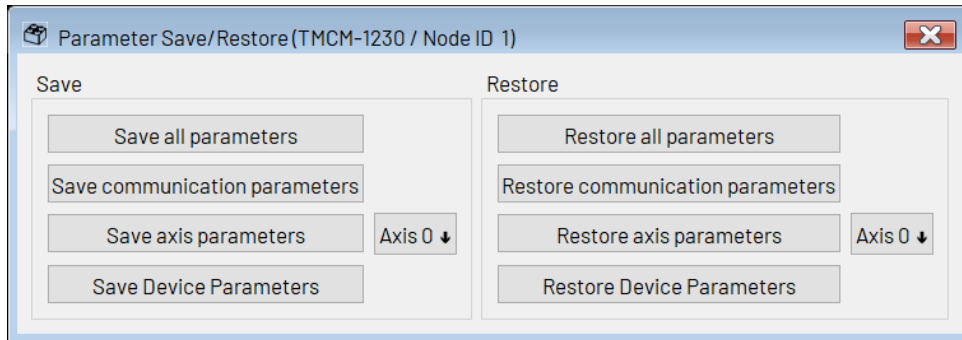 Parameter Save/Restore (TMCM-1230 / Node ID 1)
Save
Save all parameters
Save communication parameters
Save axis parameters
Axis 0
Save Device Parameters
Restore
Restore all parameters
Restore communication parameters
Restore axis parameters
Axis 0
Restore Device Parameters